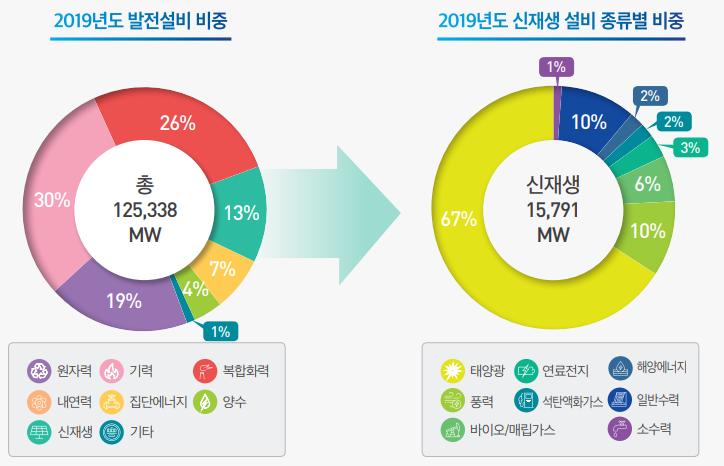 2019년도 발전설비 비중
26%
13%
7%
4%
1%
19%
30%
총
125,338
MW
원자력
기력
복합화력
내연력
집단에너지
양수
신재생
기타
2019년도 신재생 설비 종류별 비중
1%
10%
2%
2%
3%
6%
10%
67%
신재생
15,791
MW
태양광
연료전지
해양에너지
풍력
석탄액화가스
일반수력
바이오/매립가스
소수력